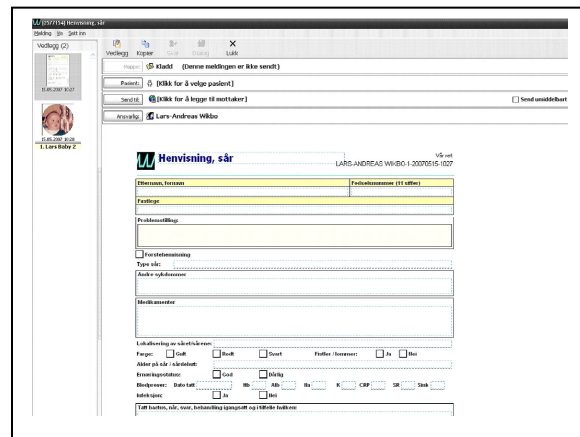 [2577154] Henvisning, sår
Melding Vis Sett inn
Vedlegg (2)
15.05.2007 10:27
15.05.2007 10:28
1. Lars Baby 2
Vedlegg Kopier Svar Dialog Lukk
Mappe: Kladd (Denne meldingen er ikke sendt)
Pasient: [Klikk for å velge pasient]
Send til: [Klikk for å legge til mottaker] Send umiddelbart
Ansvarlig: Lars-Andreas Wikbo
Henvisning, sår
Vår ref:
LARS-ANDREAS WIKBO-1-20070515-1027
Etternavn, fornavn Fødselsnummer (11 siffer)
Fastlege
Problemstilling:
Førstehenvisning
Type sår:
Andre sykdommer
Medikamenter
Lokalisering av såret/sårene:
Farge: Gult Rødt Svart Fistler / lommer: Ja Nei
Alder på sår / sårdebut:
Ernæringsstatus: God Dårlig
Blodprøver: Dato tatt Hb Alb Na K CRP SR Sink
Infeksjon: Ja Nei
Tatt bactus, når, svar, behandling igangsatt og i tilfelle hvilken: